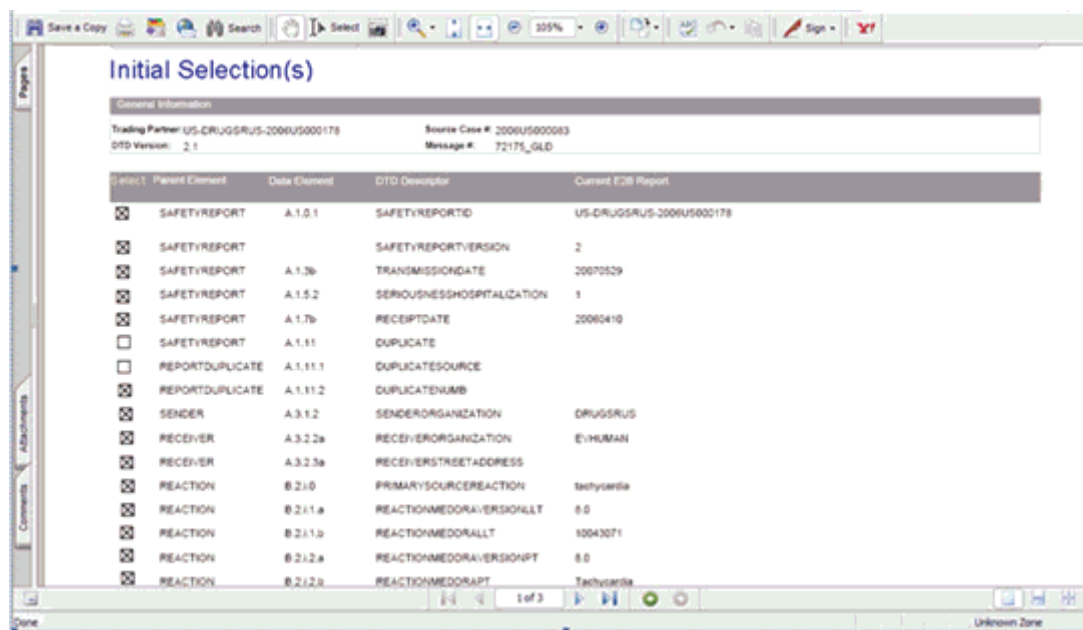 Save a Copy Search Select 105% Sign Y!
Pages
Initial Selection(s)
General Information
Trading Partner: US-DRUGSRUS-2006US000178 Source Case #: 2006US000083
DTD Version: 2.1 Message #: 72175_GLD
Select Parent Element Data Element DTD Descriptor Current E2B Report
SAFETYREPORT A.1.0.1 SAFETYREPORTID US-DRUGSRUS-2006US000178
SAFETYREPORT SAFETYREPORTVERSION 2
SAFETYREPORT A.1.3b TRANSMISSIONDATE 20070529
SAFETYREPORT A.1.5.2 SERIOUSNESSHOSPITALIZATION 1
SAFETYREPORT A.1.7b RECEIPTDATE 20060410
SAFETYREPORT A.1.11 DUPLICATE
REPORTDUPLICATE A.1.11.1 DUPLICATESOURCE
REPORTDUPLICATE A.1.11.2 DUPLICATENUMB
SENDER A.3.1.2 SENDERORGANIZATION DRUGSRUS
RECEIVER A.3.2.2a RECEIVERORGANIZATION EVHUMAN
RECEIVER A.3.2.3a RECEIVERSTREETADDRESS
REACTION B.2.i.0 PRIMARYSOURCEREACTION tachycardia
REACTION B.2.i.1.a REACTIONMEDDRAVERSIONLLT 8.0
REACTION B.2.i.1.b REACTIONMEDDRALLT 10043071
REACTION B.2.i.2.a REACTIONMEDDRAVERSIONPT 8.0
REACTION B.2.i.2.b REACTIONMEDDRAPT Tachycardia
Attachments
Comments
1 of 3
Done Unknown Zone